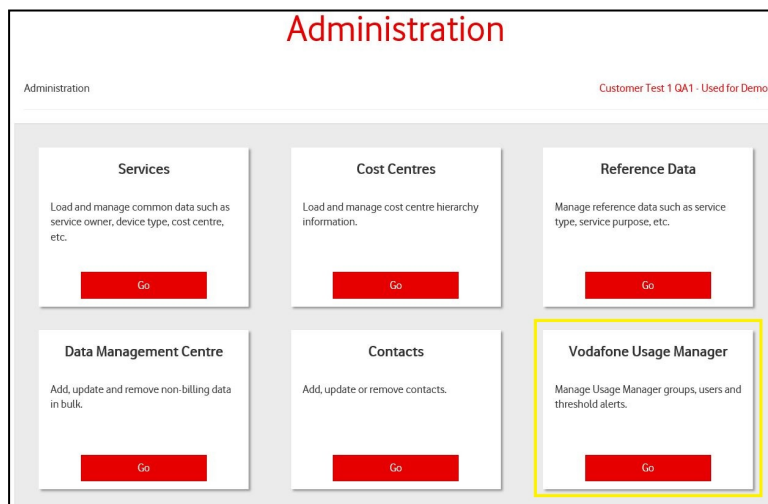 Administration
Administration
Customer Test 1 QA1 - Used for Demo
Services
Load and manage common data such as
service owner, device type, cost centre,
etc.
Go
Cost Centres
Load and manage cost centre hierarchy
information.
Go
Reference Data
Manage reference data such as service
type, service purpose, etc.
Go
Data Management Centre
Add, update and remove non-billing data
in bulk.
Go
Contacts
Add, update or remove contacts.
Go
Vodafone Usage Manager
Manage Usage Manager groups, users and
threshold alerts.
Go